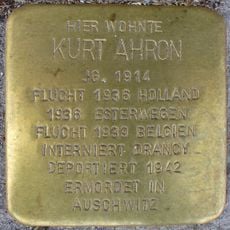 HIER WOHNTE
KURT AHRON
JG. 1914
FLUCHT 1936 HOLLAND
1936 ESTERWEGEN
FLUCHT 1939 BELGIEN
INTERNIERT DRANCY
DEPORTIERT 1942
ERMORDET IN
AUSCHWITZ